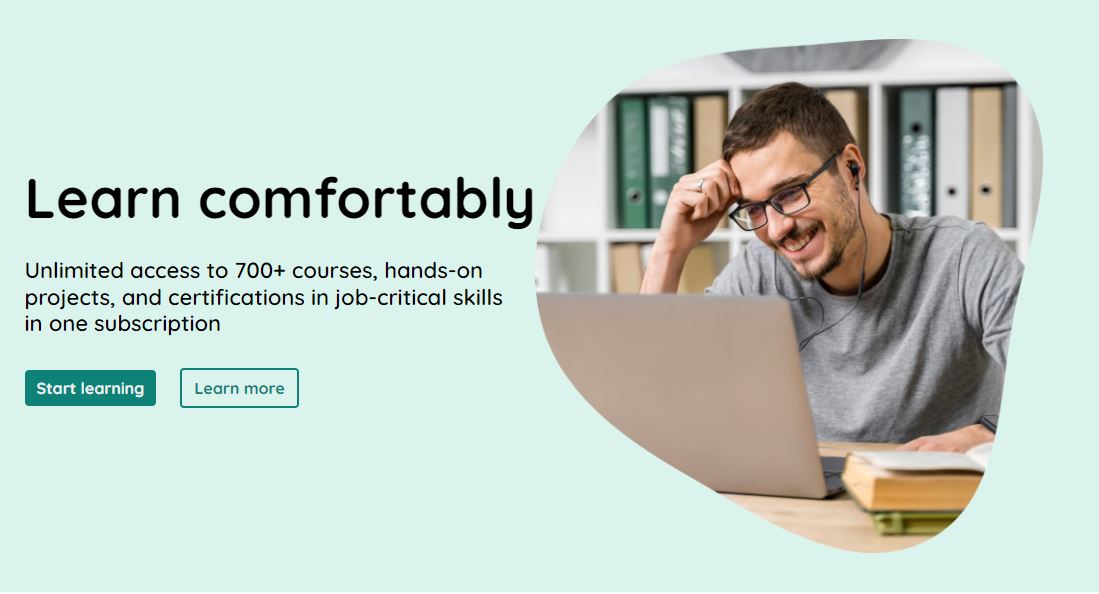 Learn comfortably
Unlimited access to 700+ courses, hands-on
projects, and certifications in job-critical skills
in one subscription
Start learning
Learn more